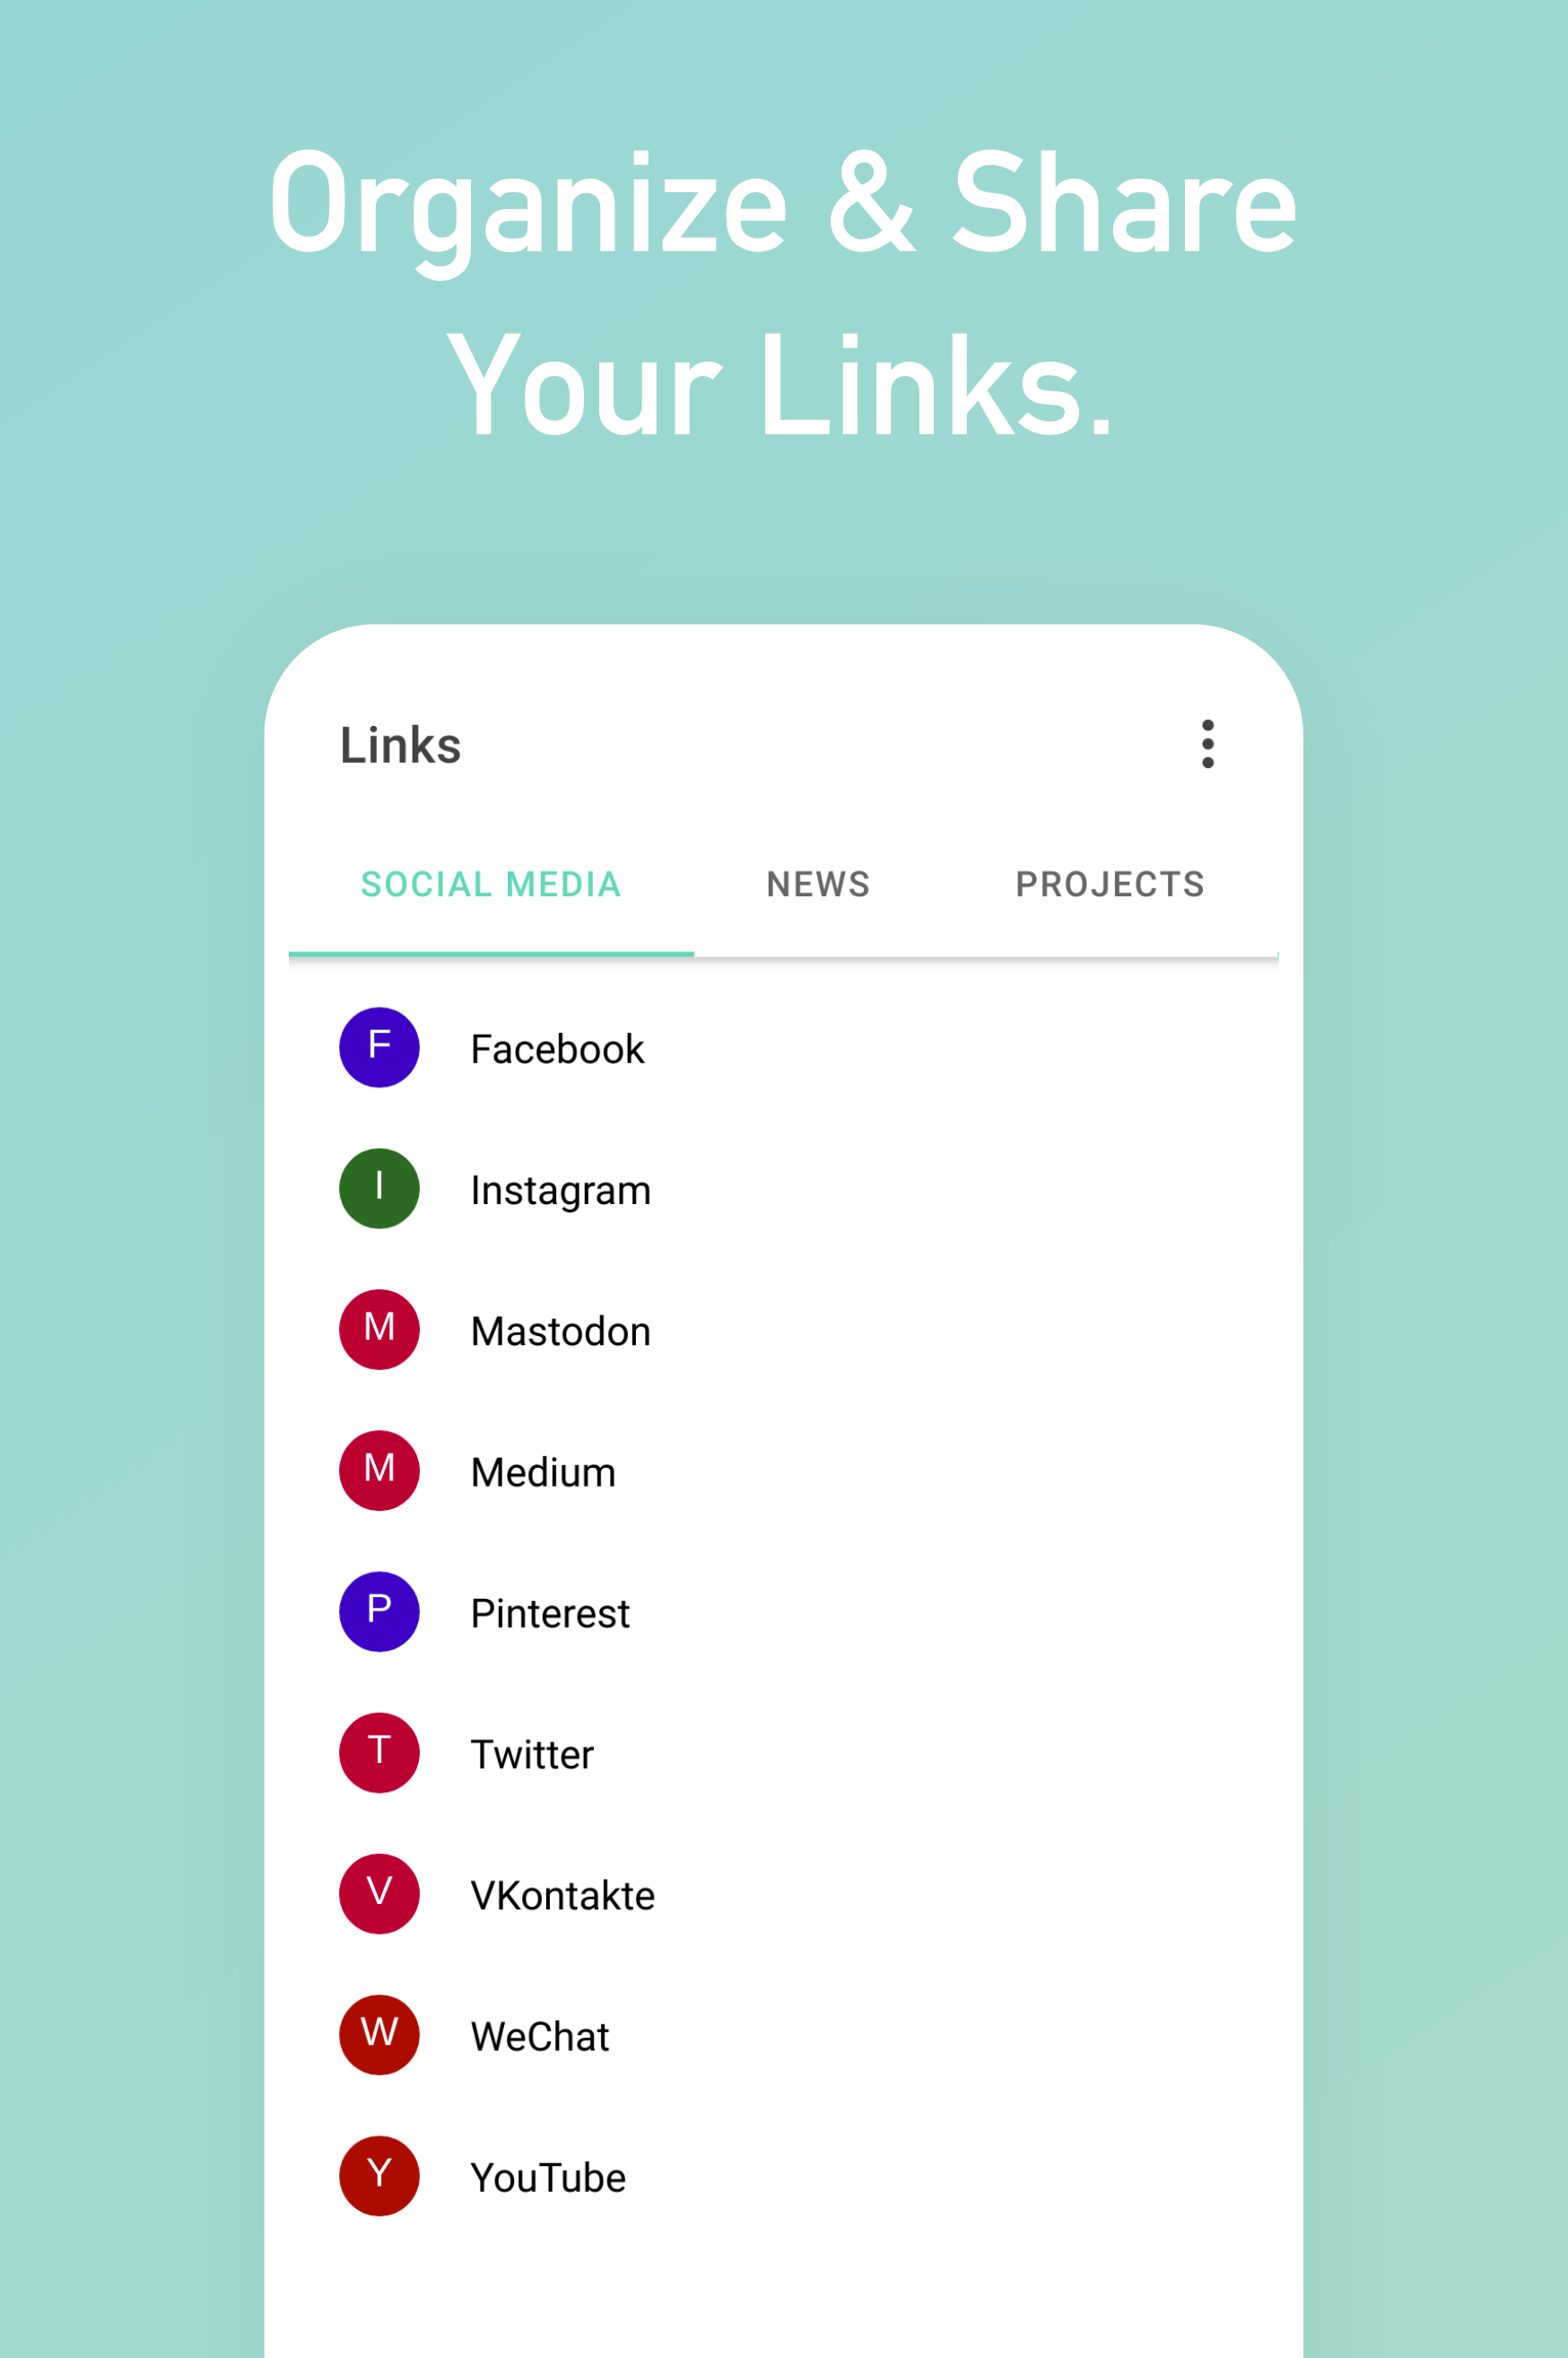 Organize & Share
Your Links.
Links
SOCIAL MEDIA NEWS PROJECTS
F Facebook
I Instagram
M Mastodon
M Medium
P Pinterest
T Twitter
V VKontakte
W WeChat
Y YouTube